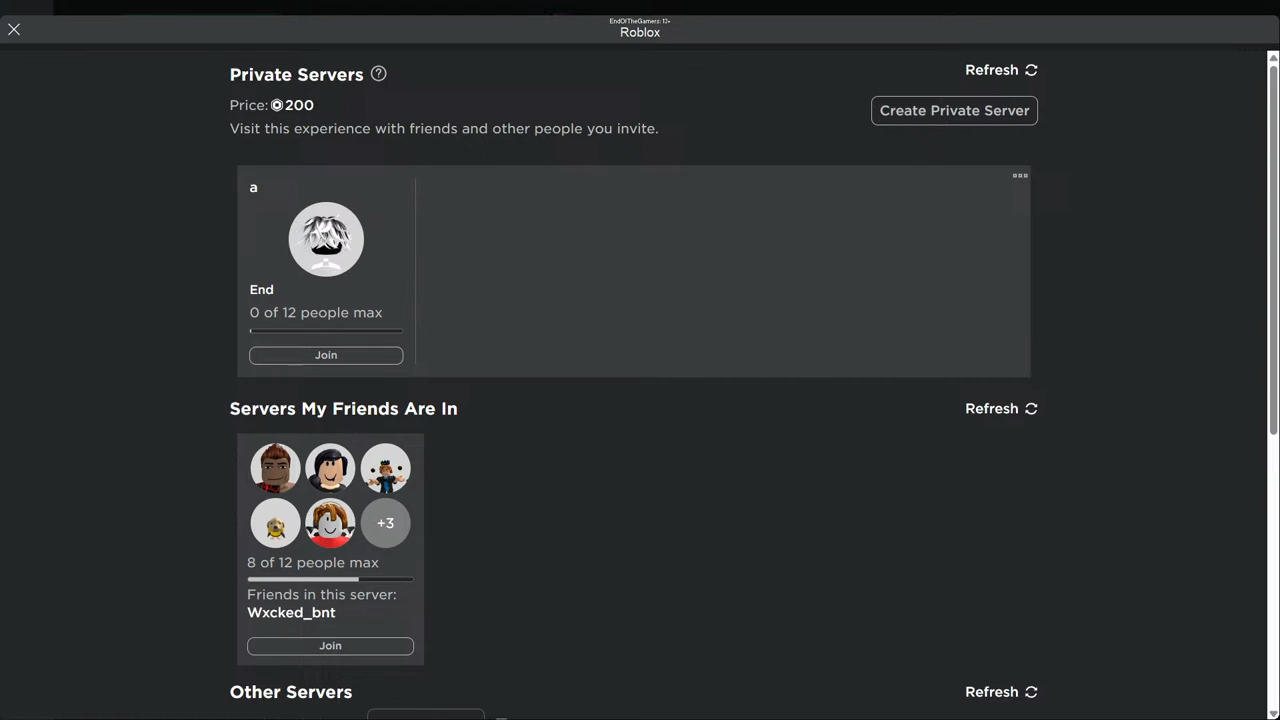 EndOfTheGamers: 13+
Roblox
Private Servers ?
Refresh
Price: 200
Create Private Server
Visit this experience with friends and other people you invite.
a
End
0 of 12 people max
Join
Servers My Friends Are In
Refresh
+3
8 of 12 people max
Friends in this server:
Wxcked_bnt
Join
Other Servers
Refresh